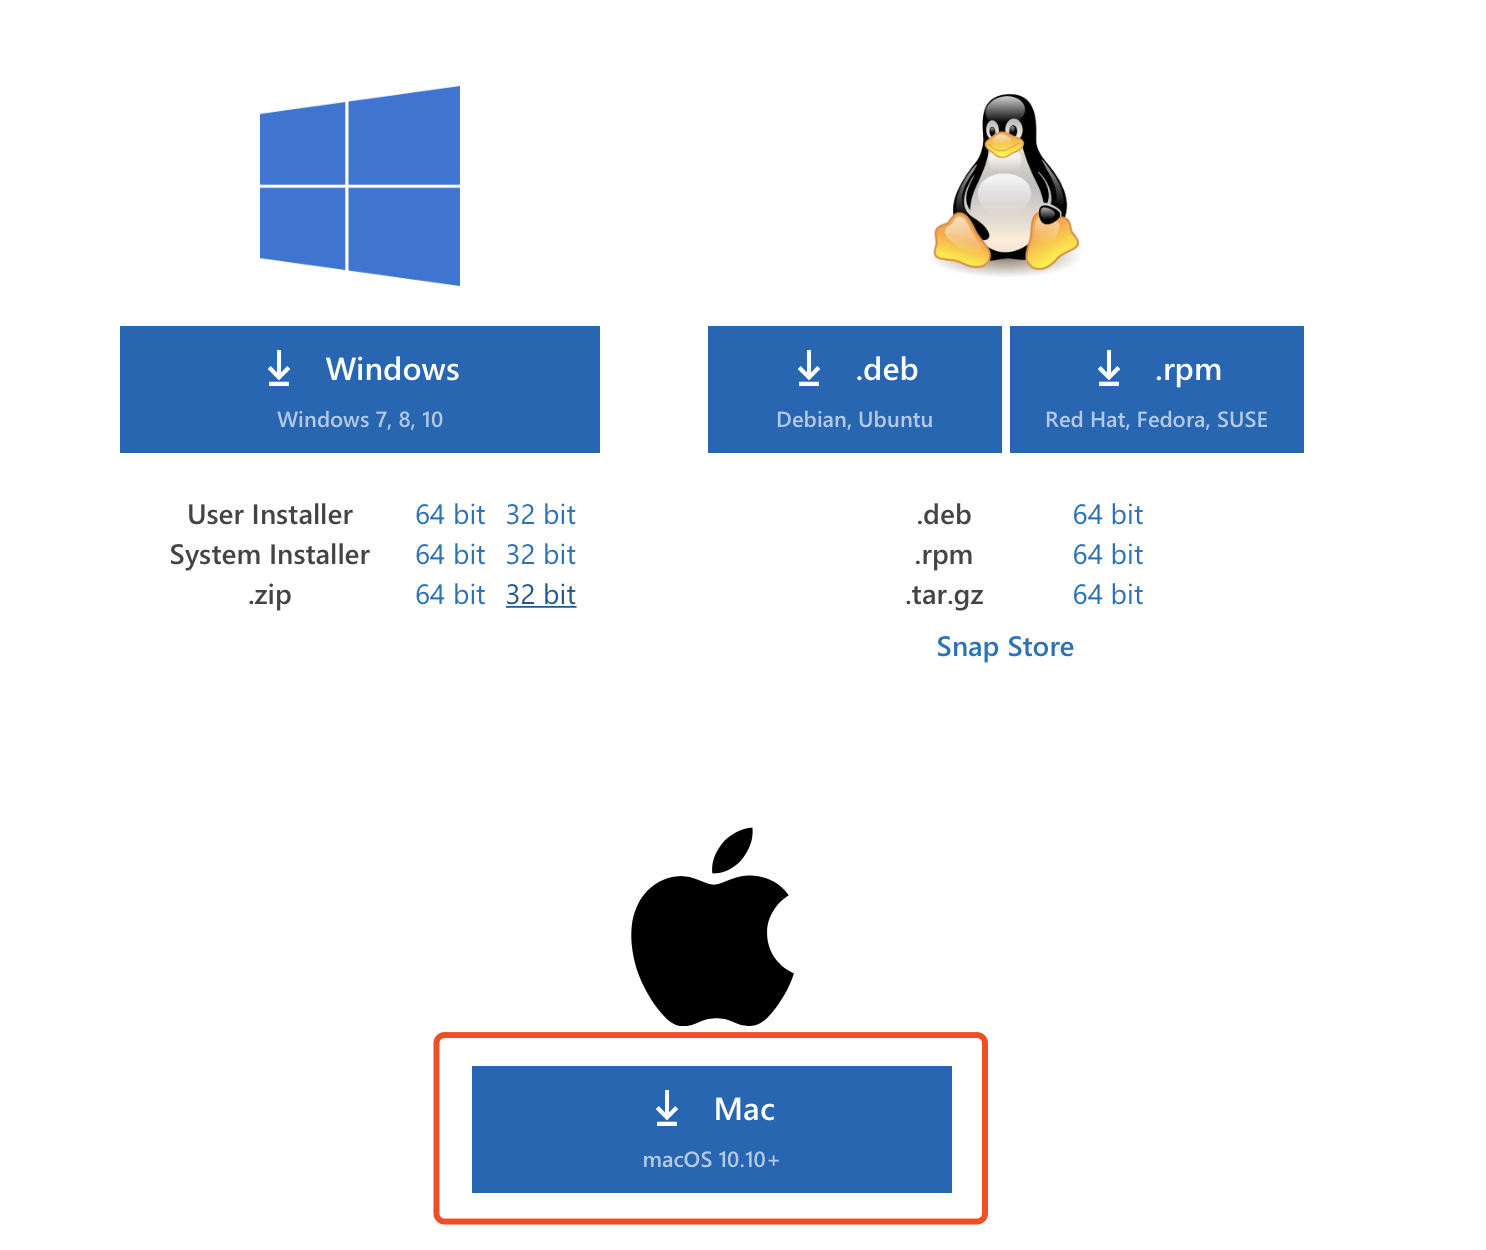 Windows
Windows 7, 8, 10
User Installer 64 bit 32 bit
System Installer 64 bit 32 bit
.zip 64 bit 32 bit
.deb
Debian, Ubuntu
.rpm
Red Hat, Fedora, SUSE
.deb 64 bit
.rpm 64 bit
.tar.gz 64 bit
Snap Store
Mac
macOS 10.10+